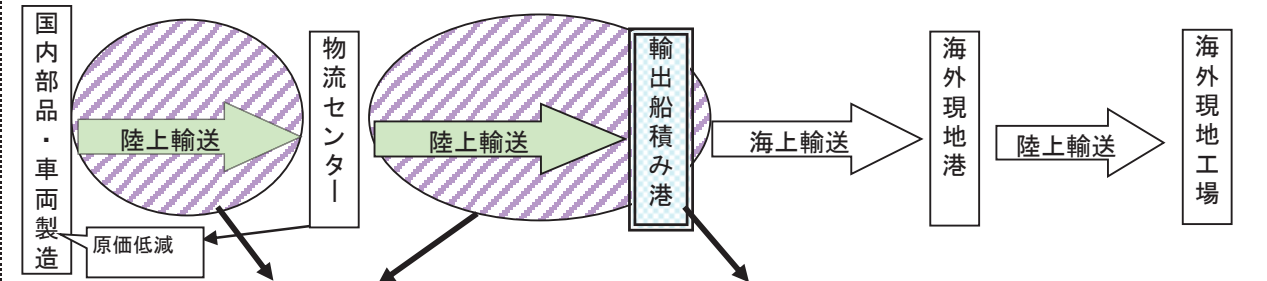 国内部品・車両製造
陸上輸送
原価低減
物流センター
陸上輸送
輸出船積み港
海上輸送
海外現地港
陸上輸送
海外現地工場